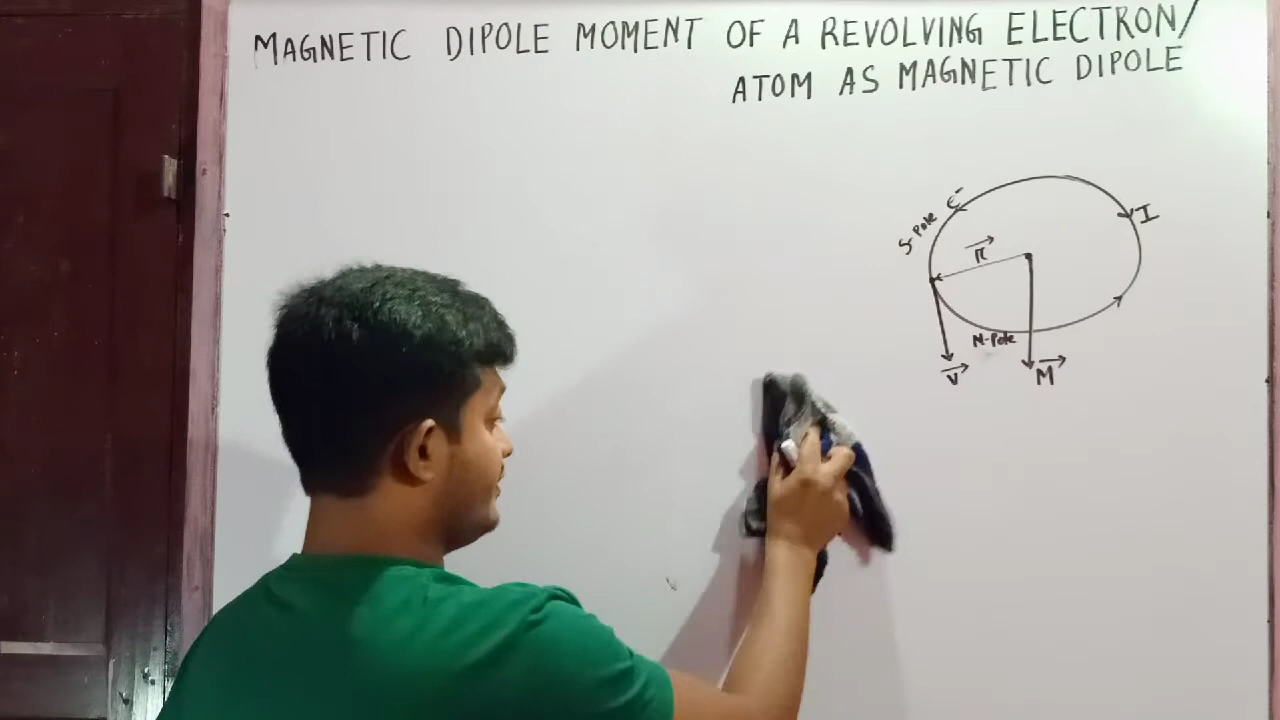 MAGNETIC DIPOLE MOMENT OF A REVOLVING ELECTRON/
ATOM AS MAGNETIC DIPOLE
S-Pole e-
I
R
N-Pole
V
M